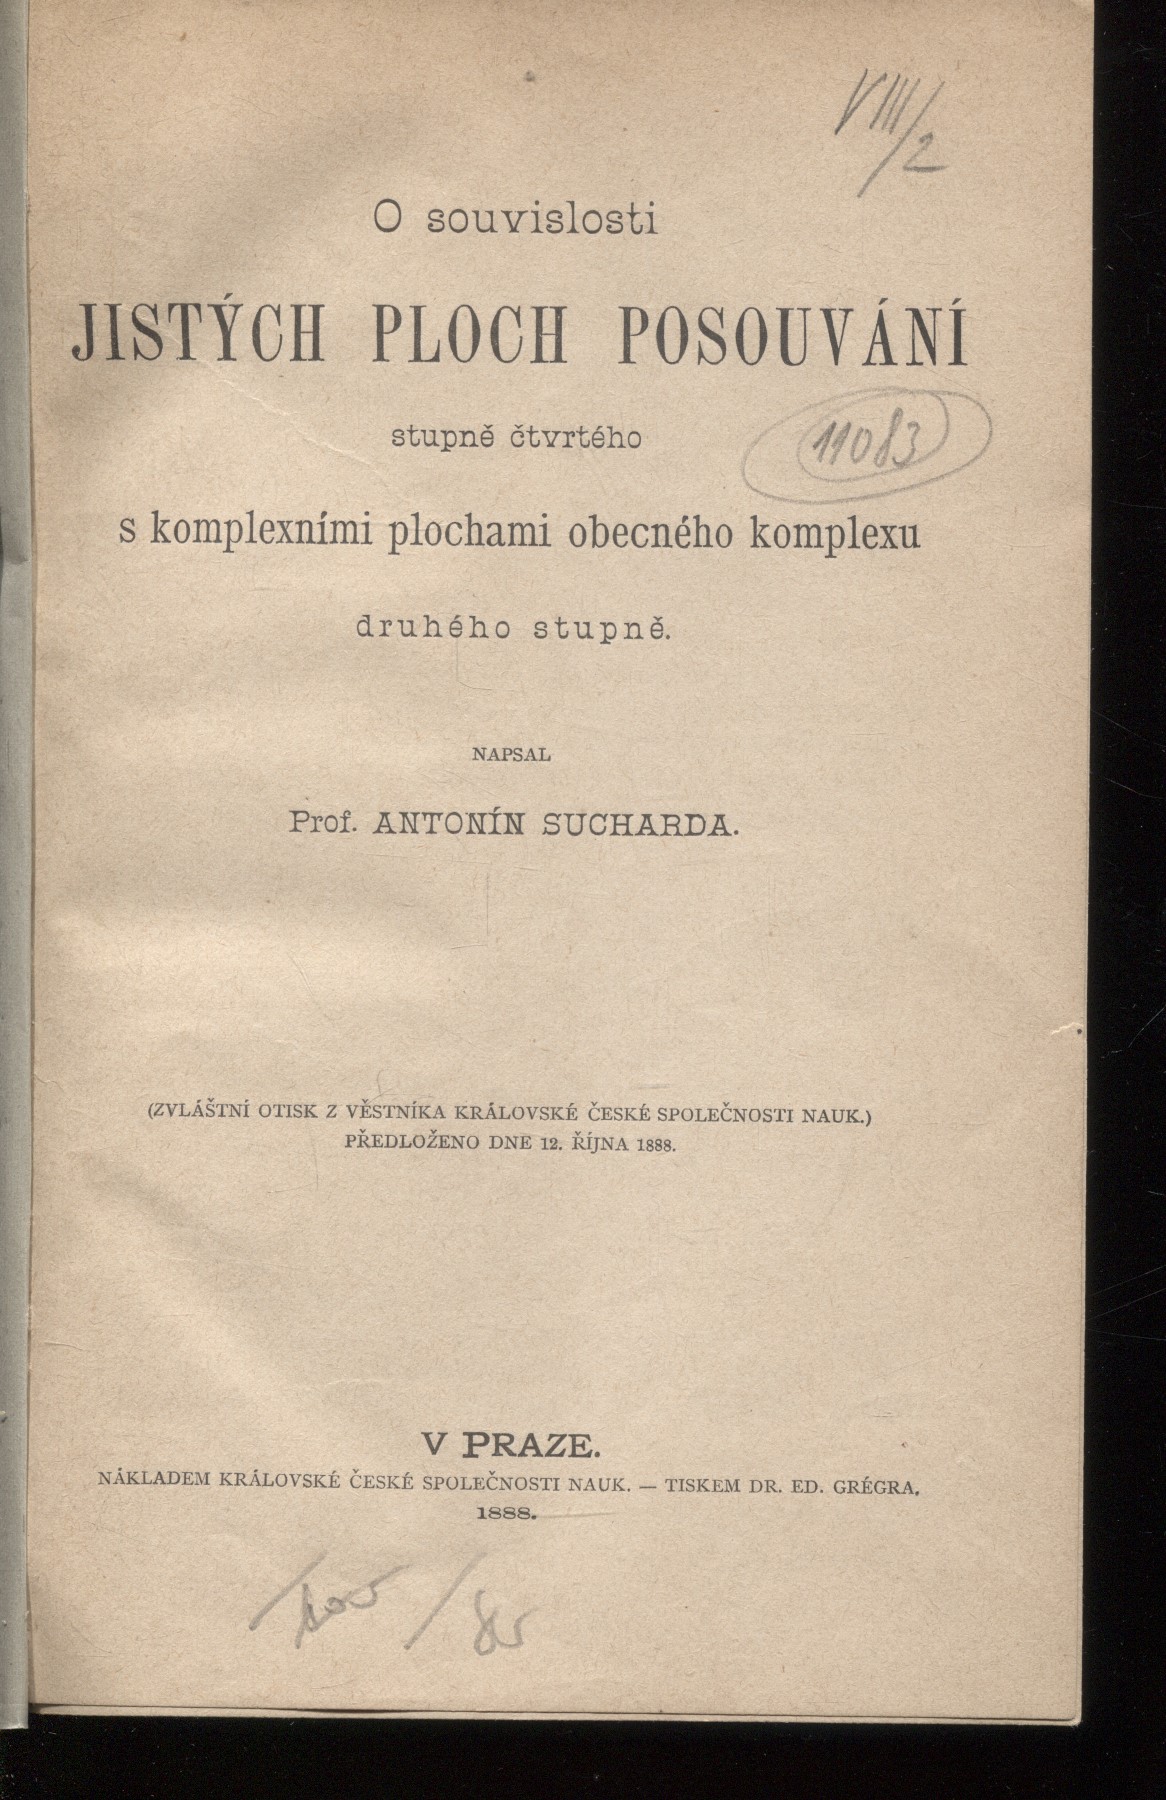 VIII/2
O souvislosti
JISTÝCH PLOCH POSOUVÁNÍ
stupně čtvrtého
11083
s komplexními plochami obecného komplexu
druhého stupně.
NAPSAL
Prof. ANTONÍN SUCHARDA.
(ZVLÁŠTNÍ OTISK Z VĚSTNÍKA KRÁLOVSKÉ ČESKÉ SPOLEČNOSTI NAUK.)
PŘEDLOŽENO DNE 12. ŘÍJNA 1888.
V PRAZE.
NÁKLADEM KRÁLOVSKÉ ČESKÉ SPOLEČNOSTI NAUK. — TISKEM DR. ED. GRÉGRA.
1888.